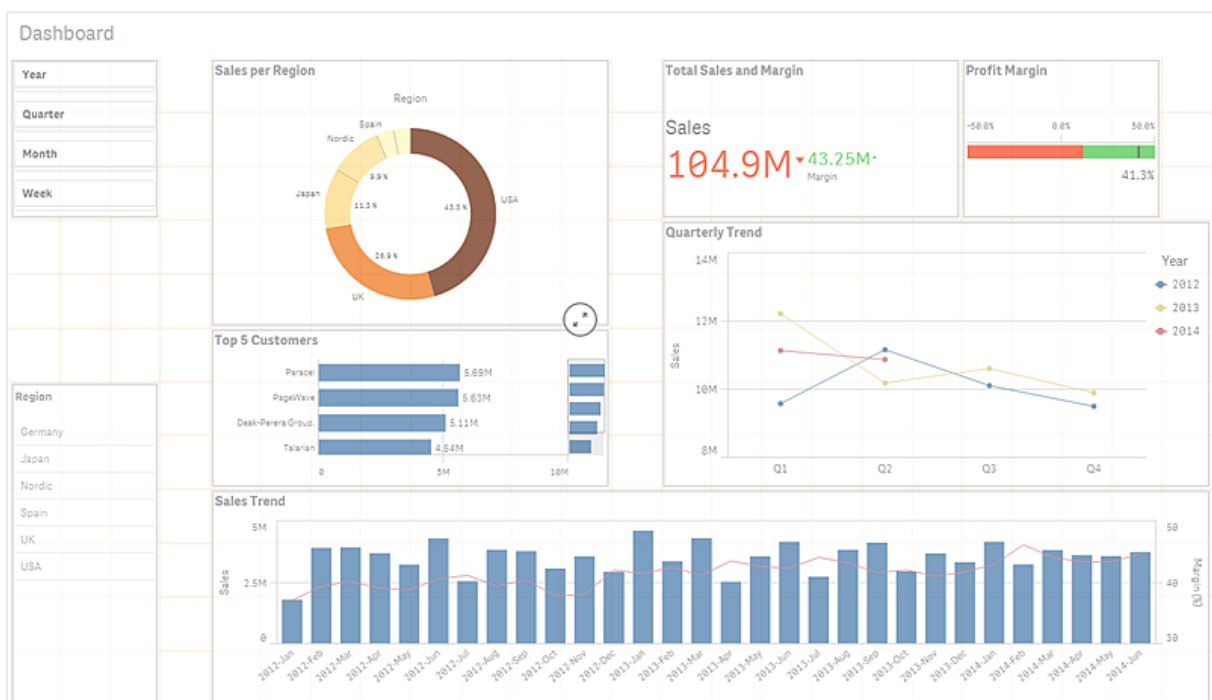 Dashboard
Year
Quarter
Month
Week
Region
Germany
Japan
Nordic
Spain
UK
USA
Sales per Region
Region
Spain
Nordic
Japan
UK
USA
9.9%
11.3%
26.9%
45.5%
Top 5 Customers
Paracel 5.69M
PageWave 5.63M
Deak-Perera Group. 5.11M
Talarian 4.54M
0 5M 10M
Total Sales and Margin
Sales
104.9M 43.25M
Margin
Profit Margin
-50.0% 0.0% 50.0%
41.3%
Quarterly Trend
14M
12M
10M
8M
Sales
Q1 Q2 Q3 Q4
Year
2012
2013
2014
Sales Trend
5M
2.5M
0
Sales
50
40
30
Margin (%)
2012-Jan 2012-Feb 2012-Mar 2012-Apr 2012-May 2012-Jun 2012-Jul 2012-Aug 2012-Sep 2012-Oct 2012-Nov 2012-Dec 2013-Jan 2013-Feb 2013-Mar 2013-Apr 2013-May 2013-Jun 2013-Jul 2013-Aug 2013-Sep 2013-Oct 2013-Nov 2013-Dec 2014-Jan 2014-Feb 2014-Mar 2014-Apr 2014-May 2014-Jun